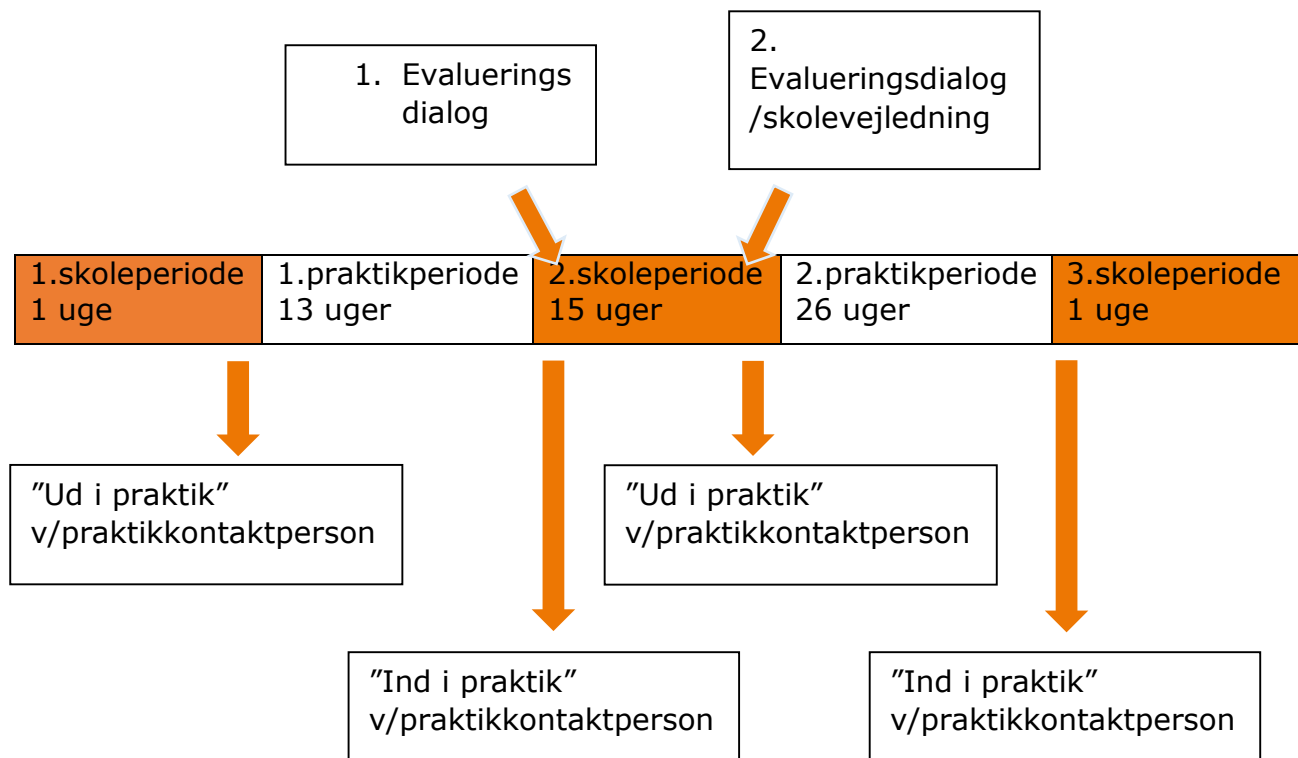 1. Evaluerings
dialog
2.
Evalueringsdialog
/skolevejledning
1.skoleperiode
1 uge
1.praktikperiode
13 uger
2.skoleperiode
15 uger
2.praktikperiode
26 uger
3.skoleperiode
1 uge
”Ud i praktik”
v/praktikkontaktperson
”Ud i praktik”
v/praktikkontaktperson
”Ind i praktik”
v/praktikkontaktperson
”Ind i praktik”
v/praktikkontaktperson